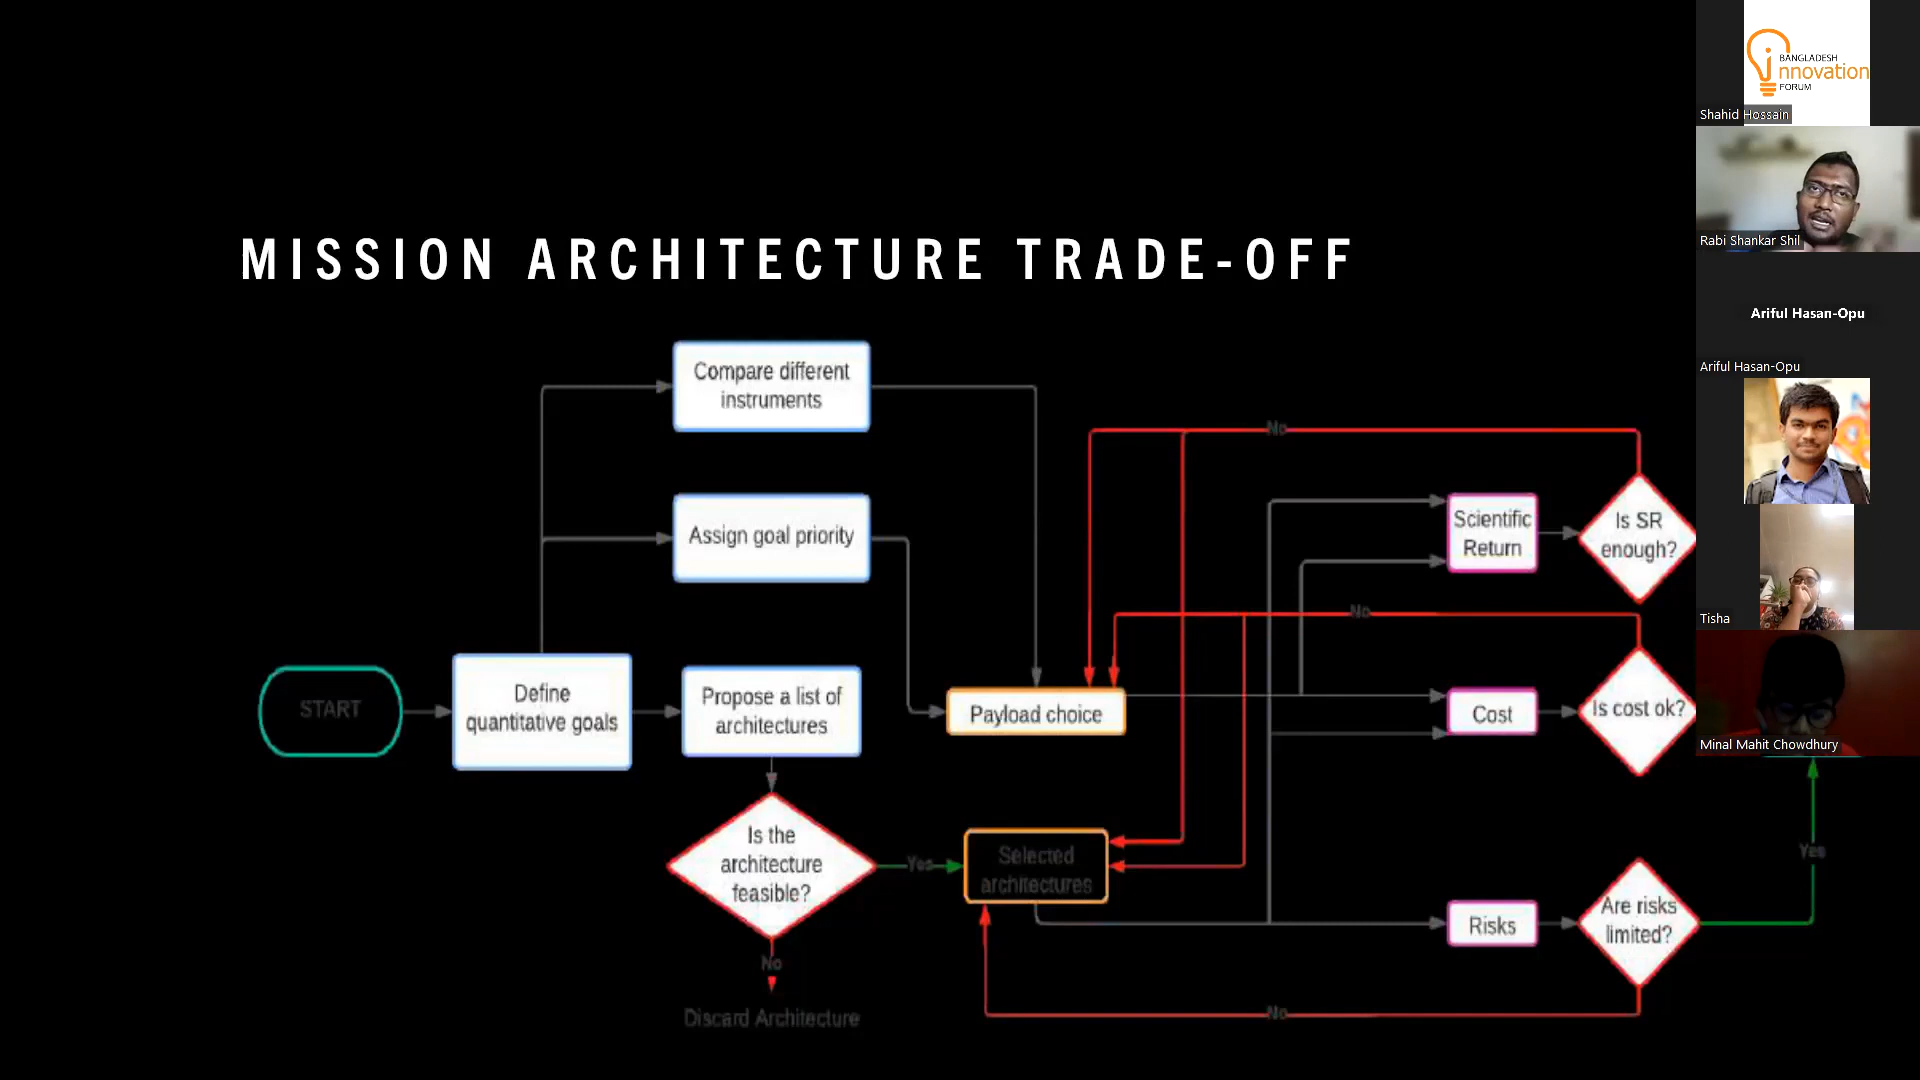 MISSION ARCHITECTURE TRADE-OFF
Compare different
instruments
Assign goal priority
START
Define
quantitative goals
Propose a list of
architectures
Payload choice
Is the
architecture
feasible?
Yes
Selected
architectures
No
Discard Architecture
No
Scientific
Return
Is SR
enough?
No
Cost
Is cost ok?
Risks
Are risks
limited?
Yes
No
BANGLADESH
innovation
FORUM
Shahid Hossain
Rabi Shankar Shil
Ariful Hasan-Opu
Ariful Hasan-Opu
Tisha
Minal Mahit Chowdhury